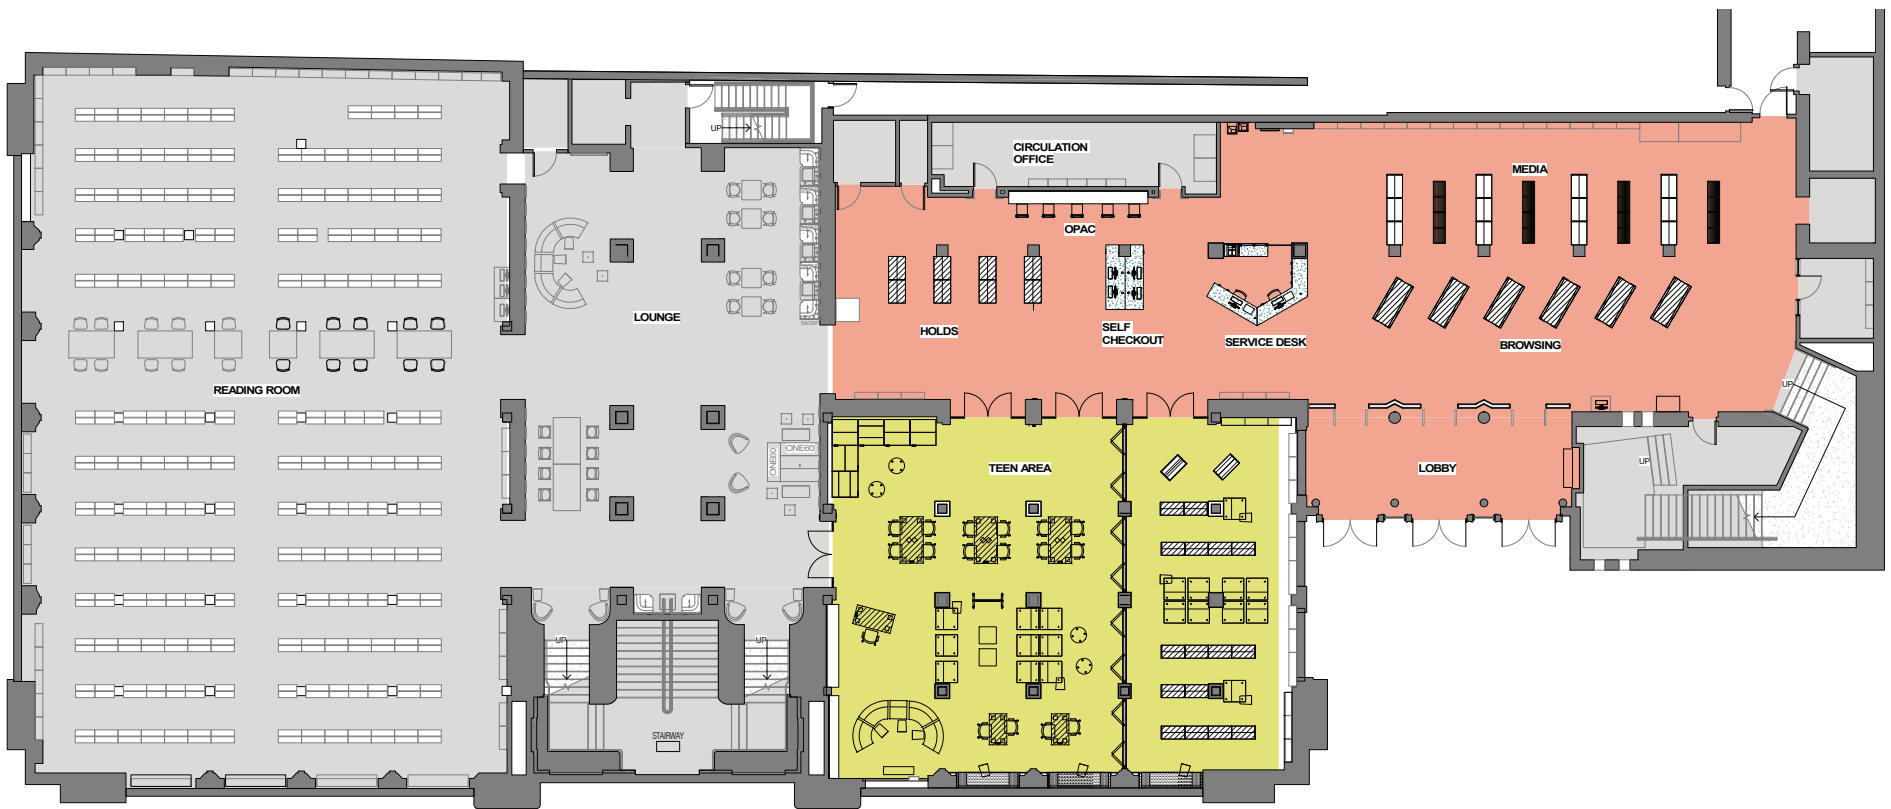 UP
CIRCULATION
OFFICE
MEDIA
OPAC
LOUNGE
HOLDS
SELF
CHECKOUT
SERVICE DESK
BROWSING
READING ROOM
UP
ONE60
ONE60
TEEN AREA
LOBBY
UP
UP
UP
STAIRWAY